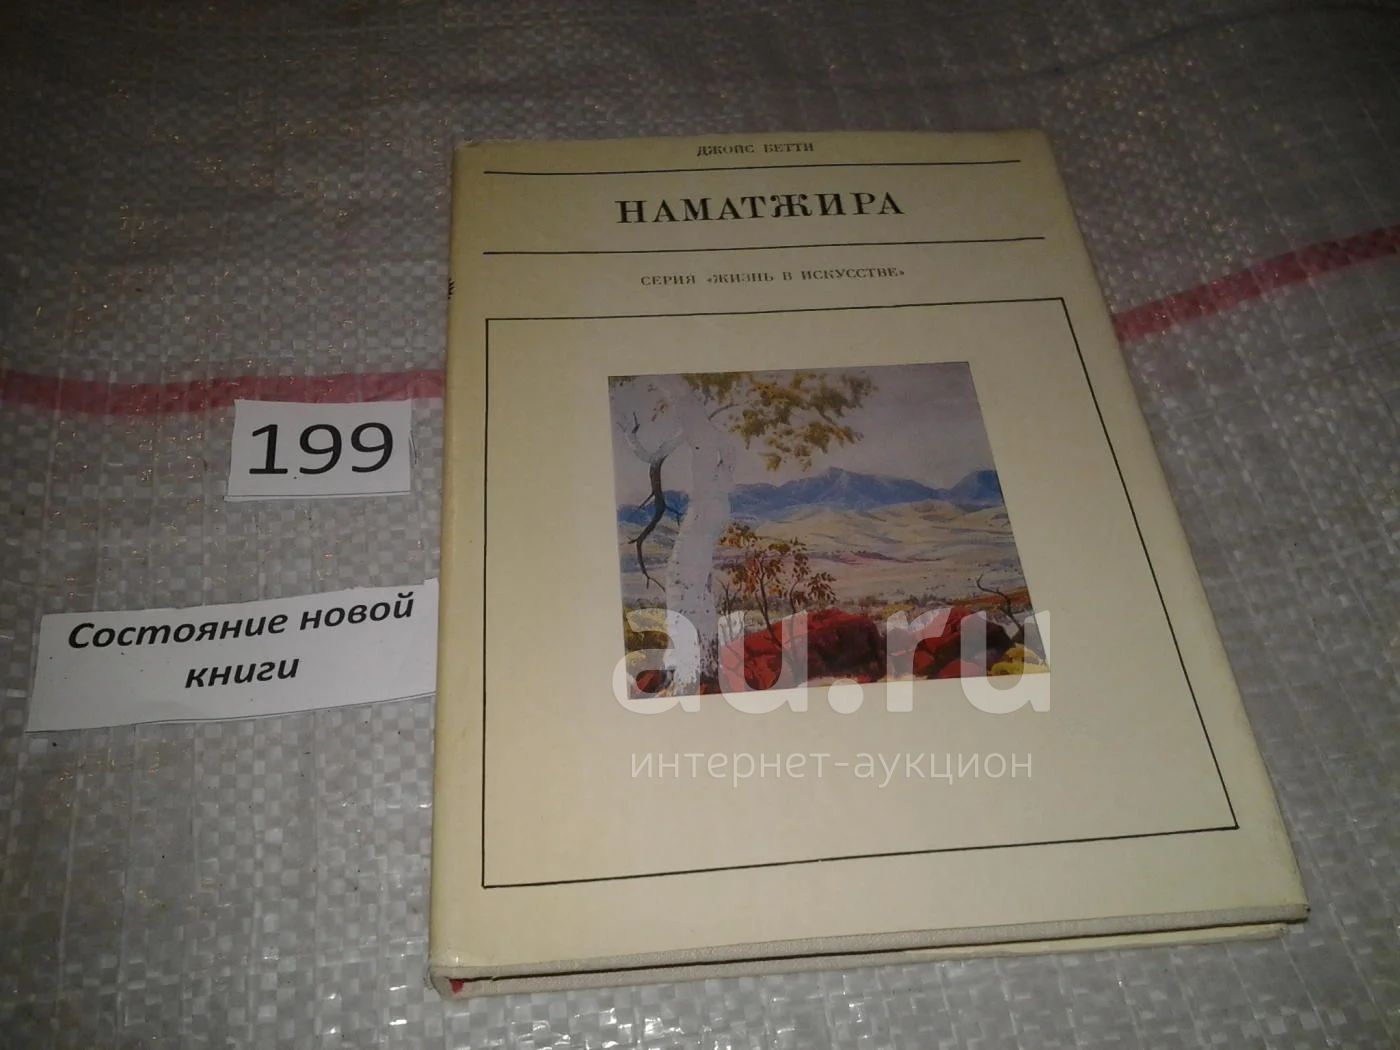 ДЖОЙС БЕТТИ
НАМАТЖИРА
СЕРИЯ «ЖИЗНЬ В ИСКУССТВЕ»
199
Состояние новой
книги
au.ru
интернет-аукцион